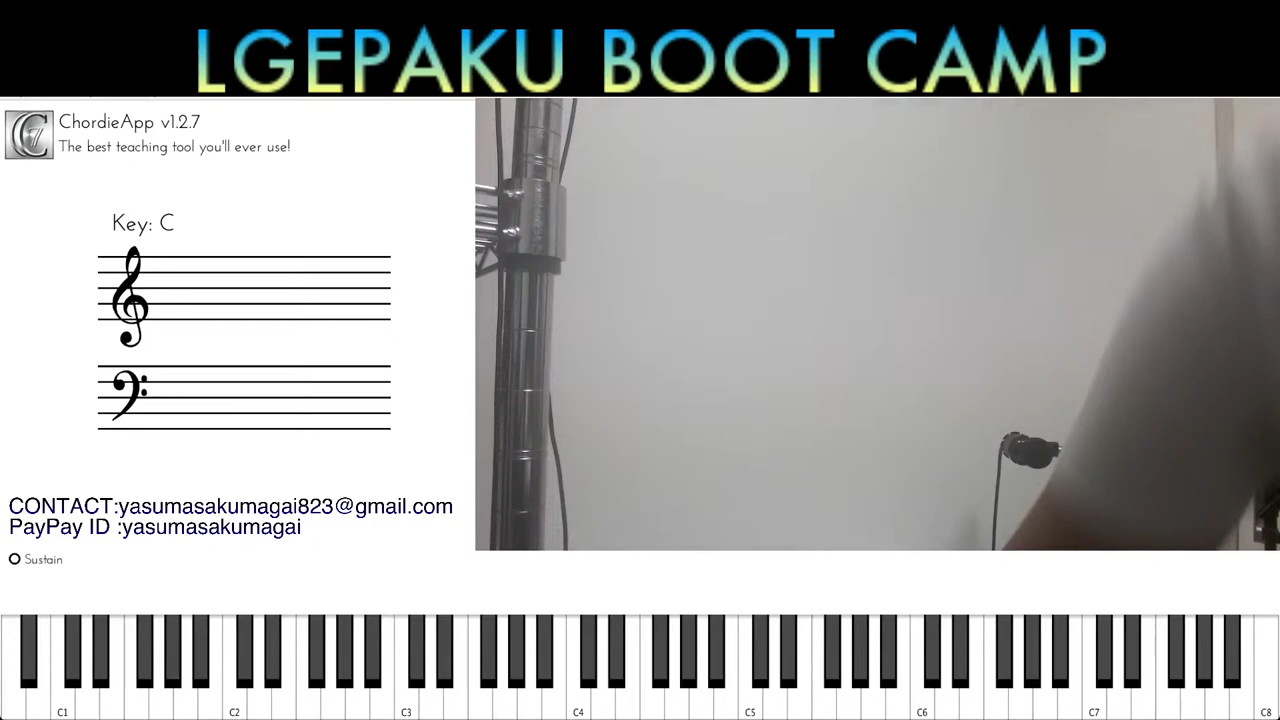 LGEPAKU BOOT CAMP
ChordieApp v1.2.7
The best teaching tool you'll ever use!
Key: C
CONTACT:yasumasakumagai823@gmail.com
PayPay ID :yasumasakumagai
Sustain
C1 C2 C3 C4 C5 C6 C7 C8